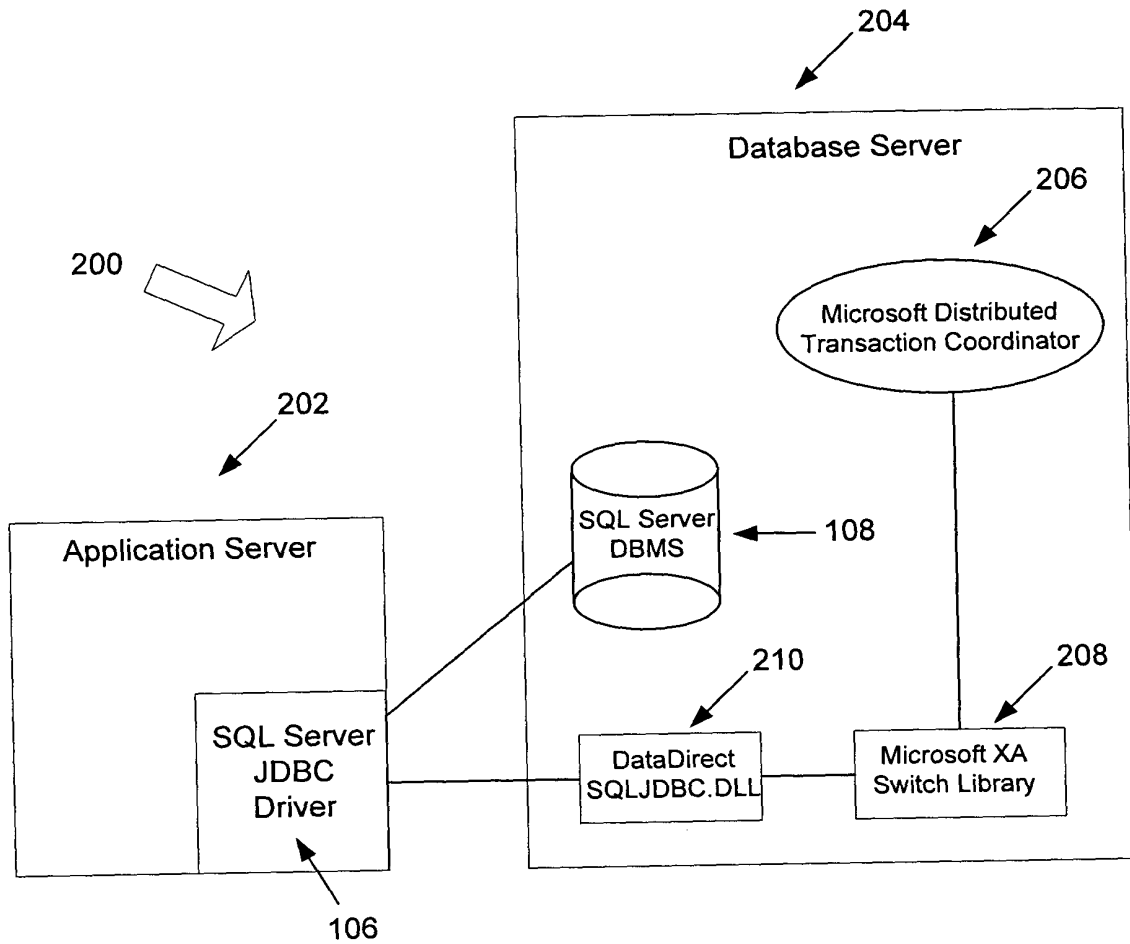 204
Database Server
206
200
Microsoft Distributed
Transaction Coordinator
202
SQL Server
DBMS
108
Application Server
210
208
SQL Server
JDBC
Driver
DataDirect
SQLJDBC.DLL
Microsoft XA
Switch Library
106